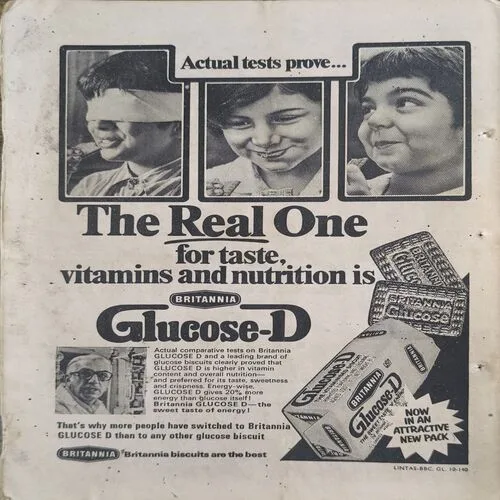 Actual tests prove...
The Real One
for taste,
vitamins and nutrition is
BRITANNIA
Glucose-D
Actual comparative tests on Britannia
GLUCOSE D and a leading brand of
glucose biscuits clearly proved that
GLUCOSE D is higher in vitamin
content and overall nutrition—
and preferred for its taste, sweetness
and crispness. Energy-wise,
GLUCOSE D gives 20% more
energy than glucose itself!
Britannia GLUCOSE D—the
sweet taste of energy!
That's why more people have switched to Britannia
GLUCOSE D than to any other glucose biscuit
BRITANNIA Britannia biscuits are the best
BRITANNIA
GLUCOSE
BRITANNIA
Glucose
BRITANNIA
Glucose-D
BRITANNIA
Glucose-D
NOW
IN AN
ATTRACTIVE
NEW PACK
LINTAS-BBC. GL. 10-140